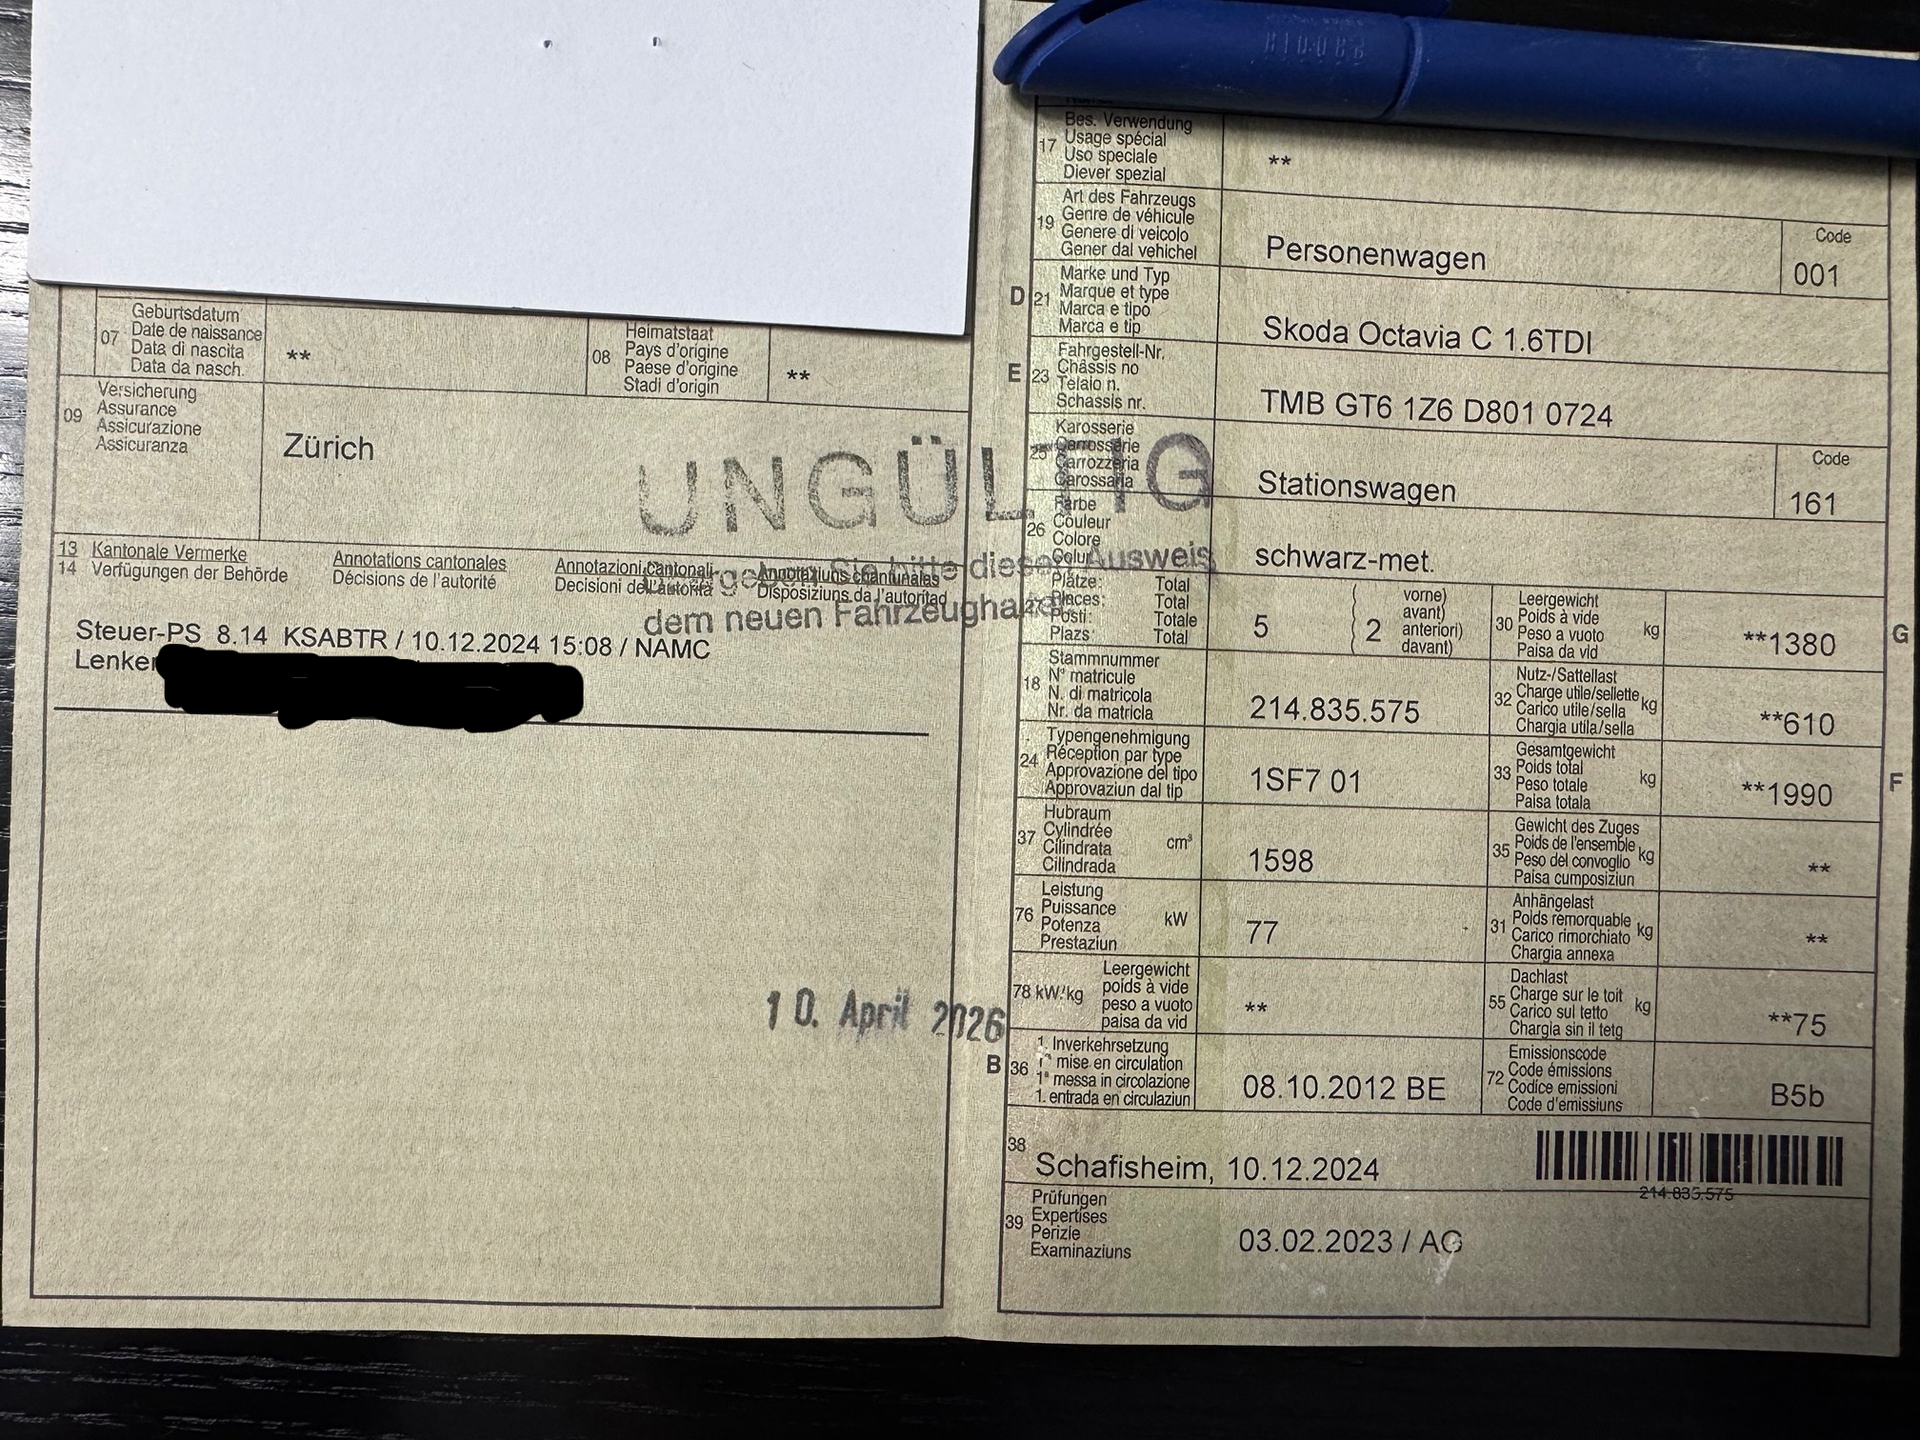 07
Geburtsdatum
Date de naissance
Data di nascita
Data da nasch.
**
08
Heimatstaat
Pays d'origine
Paese d'origine
Stadi d'origin
**
09
Versicherung
Assurance
Assicurazione
Assicuranza
Zürich
UNGÜLTIG
Sie bitte diesen Ausweis
dem neuen Fahrzeughalter
13 Kantonale Vermerke
Annotations cantonales
Annotazioni cantonali
Annotaziuns chantunalas
14 Verfügungen der Behörde
Décisions de l'autorité
Decisioni dell'autorità
Disposiziuns da l'autoritad
Steuer-PS 8.14 KSABTR / 10.12.2024 15:08 / NAMC
Lenker
10. April 2026
17
Bes. Verwendung
Usage spécial
Uso speciale
Diever spezial
**
19
Art des Fahrzeugs
Genre de véhicule
Genere di veicolo
Gener dal vehichel
Personenwagen
Code
001
D
21
Marke und Typ
Marque et type
Marca e tipo
Marca e tip
Skoda Octavia C 1.6TDI
E
23
Fahrgestell-Nr.
Châssis no
Telaio n.
Schassis nr.
TMB GT6 1Z6 D801 0724
25
Karosserie
Carrosserie
Carrozzeria
Carossaria
Stationswagen
Code
161
26
Farbe
Couleur
Colore
Colur
schwarz-met.
27
Plätze: Total
Places: Total
Posti: Totale
Plazs: Total
5
2
vorne)
avant)
anteriori)
davant)
30
Leergewicht
Poids à vide
Peso a vuoto
Paisa da vid
kg
**1380
G
18
Stammnummer
N° matricule
N. di matricola
Nr. da matricla
214.835.575
32
Nutz-/Sattellast
Charge utile/sellette
Carico utile/sella
Chargia utila/sella
kg
**610
24
Typengenehmigung
Réception par type
Approvazione del tipo
Approvaziun dal tip
1SF7 01
33
Gesamtgewicht
Poids total
Peso totale
Paisa totala
kg
**1990
F
37
Hubraum
Cylindrée
Cilindrata
Cilindrada
cm³
1598
35
Gewicht des Zuges
Poids de l'ensemble
Peso del convoglio
Paisa cumposiziun
kg
**
76
Leistung
Puissance
Potenza
Prestaziun
kW
77
31
Anhängelast
Poids remorquable
Carico rimorchiato
Chargia annexa
kg
**
78 kW/kg
Leergewicht
poids à vide
peso a vuoto
paisa da vid
**
55
Dachlast
Charge sur le toit
Carico sul tetto
Chargia sin il tetg
kg
**75
B
36
1. Inverkehrsetzung
1re mise en circulation
1a messa in circolazione
1. entrada en circulaziun
08.10.2012 BE
72
Emissionscode
Code émissions
Codice emissioni
Code d'emissiuns
B5b
38
Schafisheim, 10.12.2024
214.835.575
39
Prüfungen
Expertises
Perizie
Examinaziuns
03.02.2023 / AG